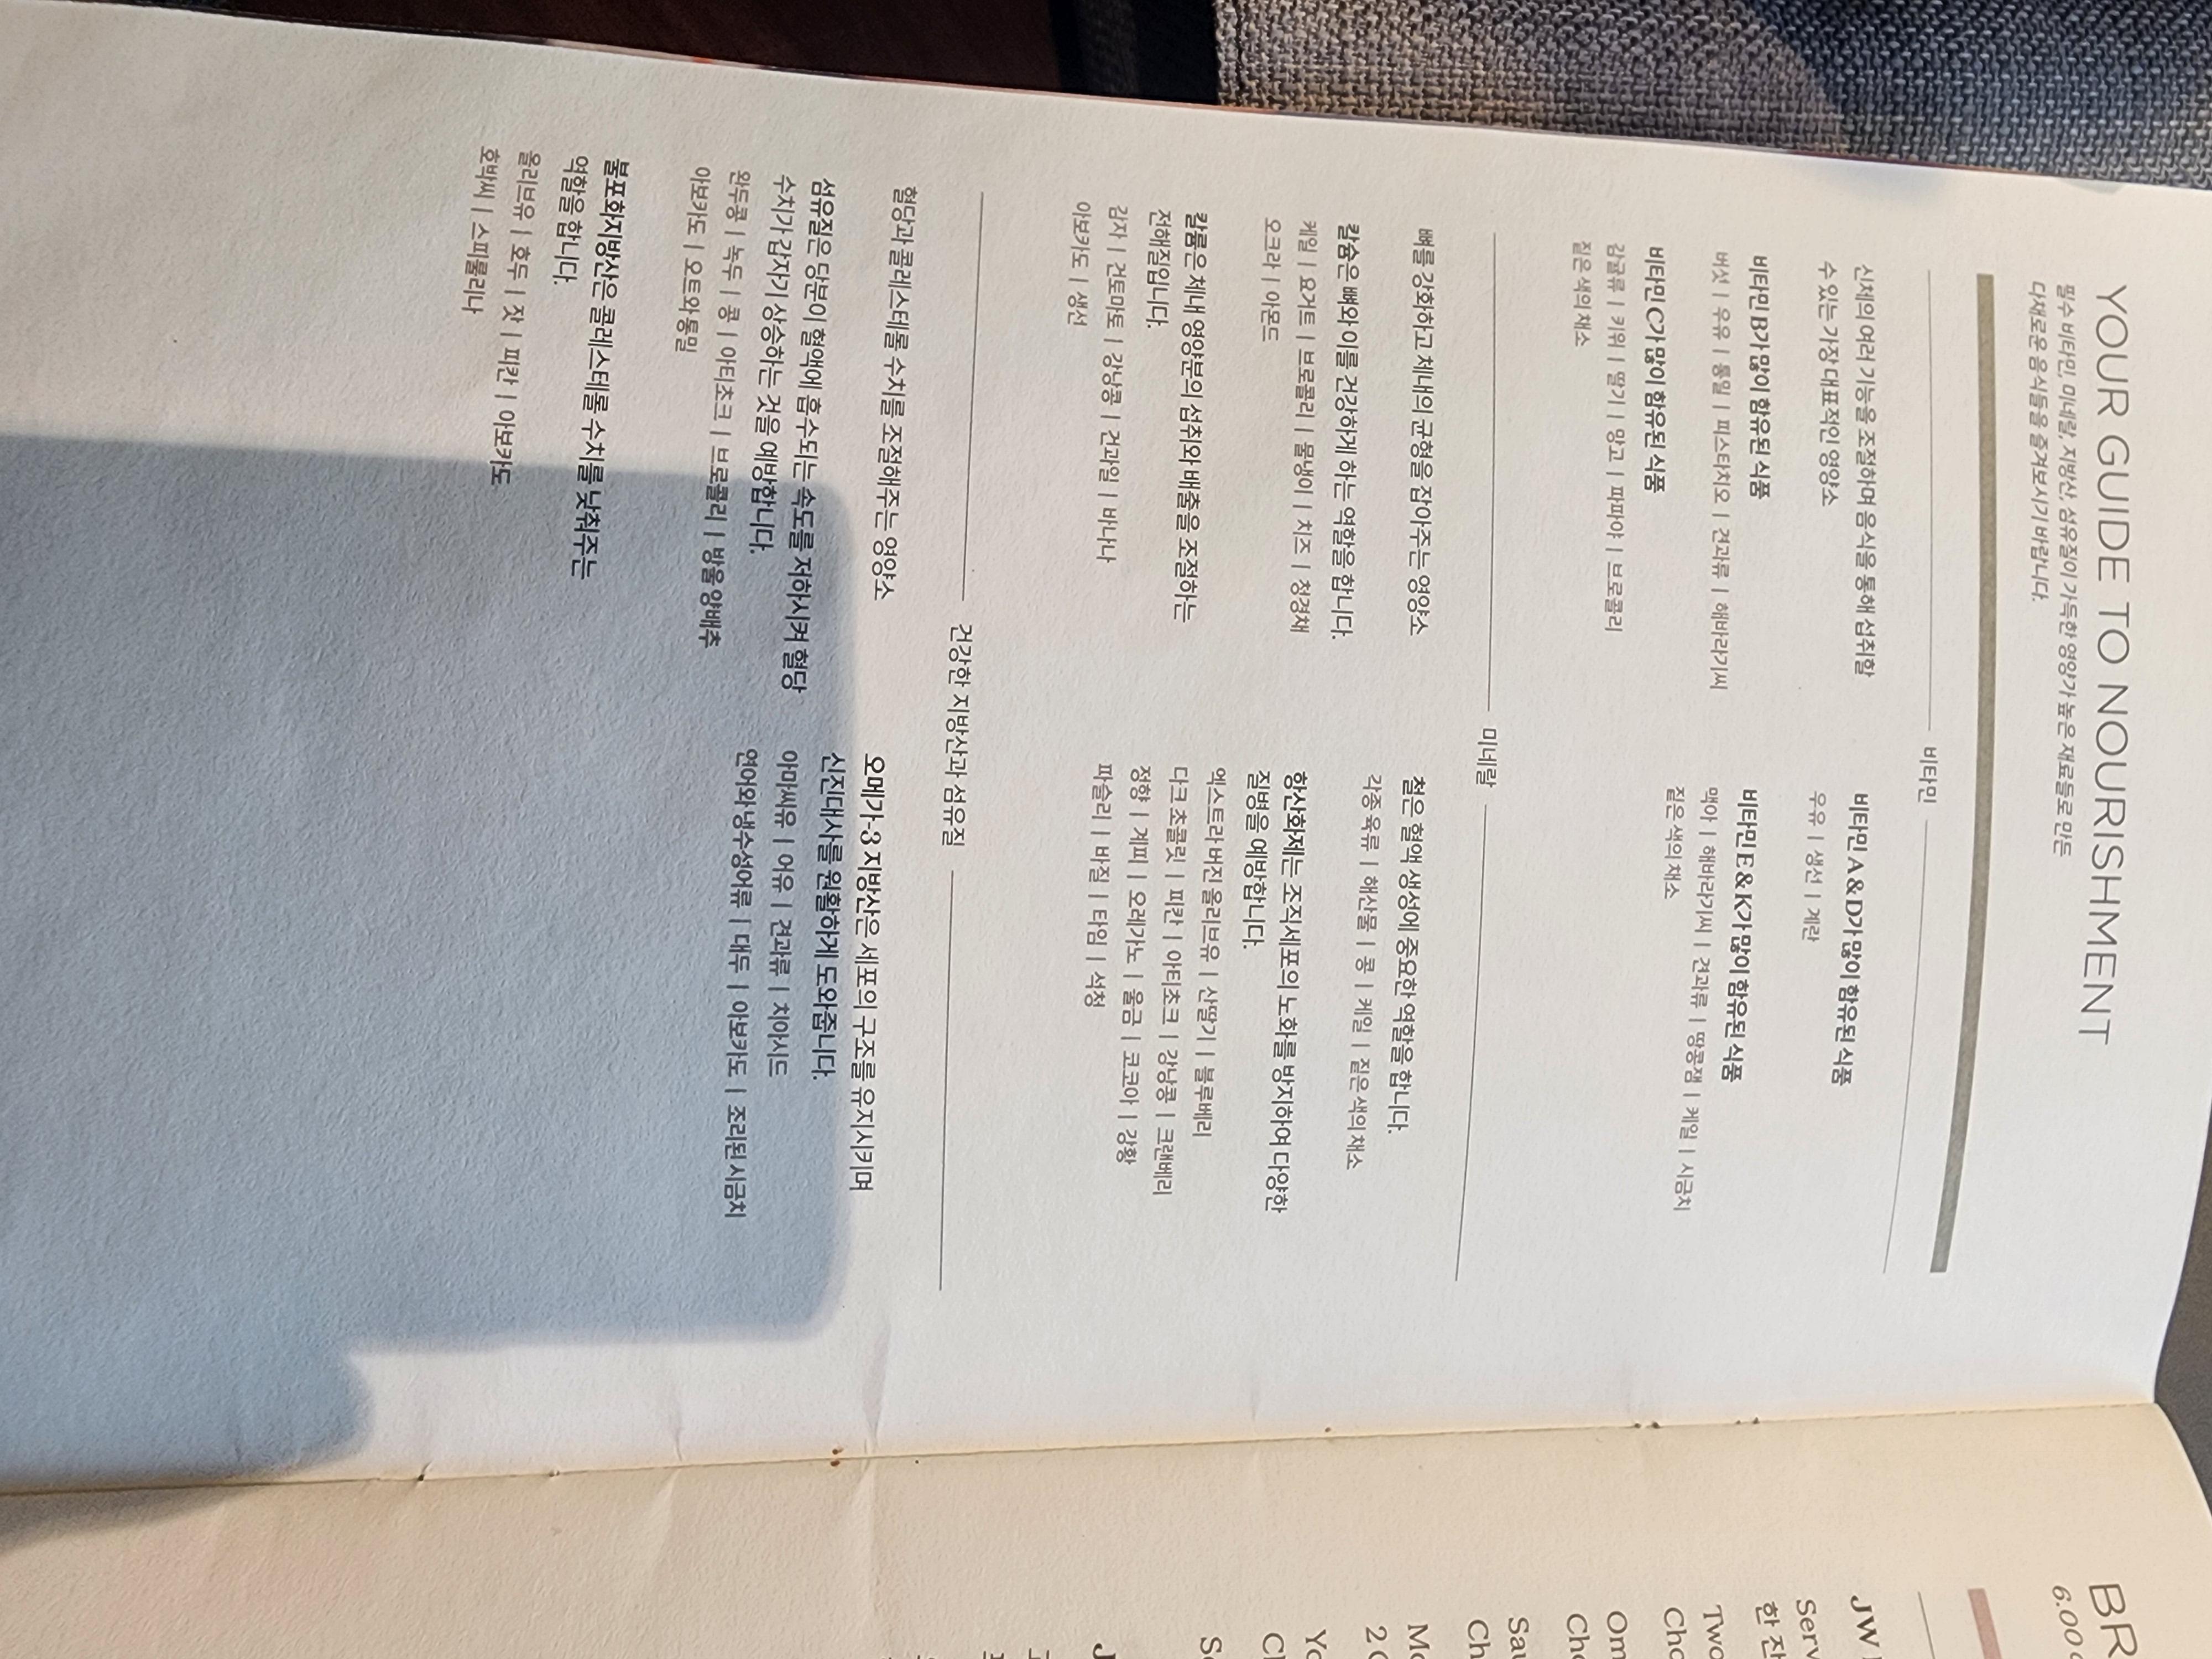 YOUR GUIDE TO NOURISHMENT
필수 비타민, 미네랄, 지방산, 섬유질이 가득한 영양가 높은 재료들로 만든
다채로운 음식들을 즐겨보시기 바랍니다.
비타민
신체의 여러 기능을 조절하며 음식을 통해 섭취할
수 있는 가장 대표적인 영양소
비타민 B가 많이 함유된 식품
버섯 | 우유 | 통밀 | 피스타치오 | 견과류 | 해바라기씨
비타민 C가 많이 함유된 식품
감귤류 | 키위 | 딸기 | 망고 | 파파야 | 브로콜리
짙은 색의 채소
비타민 A & D가 많이 함유된 식품
우유 | 생선 | 계란
비타민 E & K가 많이 함유된 식품
맥아 | 해바라기씨 | 견과류 | 땅콩잼 | 케일 | 시금치
짙은 색의 채소
미네랄
뼈를 강화하고 체내의 균형을 잡아주는 영양소
칼슘은 뼈와 이를 건강하게 하는 역할을 합니다.
케일 | 요거트 | 브로콜리 | 물냉이 | 치즈 | 청경채
오크라 | 아몬드
칼륨은 체내 영양분의 섭취와 배출을 조절하는
전해질입니다.
감자 | 건토마토 | 강낭콩 | 건과일 | 바나나
아보카도 | 생선
철은 혈액 생성에 중요한 역할을 합니다.
각종 육류 | 해산물 | 콩 | 케일 | 짙은 색의 채소
항산화제는 조직세포의 노화를 방지하여 다양한
질병을 예방합니다.
엑스트라 버진 올리브유 | 산딸기 | 블루베리
다크 초콜릿 | 피칸 | 아티초크 | 강낭콩 | 크랜베리
정향 | 계피 | 오레가노 | 울금 | 코코아 | 강황
파슬리 | 바질 | 타임 | 석청
건강한 지방산과 섬유질
혈당과 콜레스테롤 수치를 조절해주는 영양소
섬유질은 당분이 혈액에 흡수되는 속도를 저하시켜 혈당
수치가 갑자기 상승하는 것을 예방합니다.
완두콩 | 녹두 | 콩 | 아티초크 | 브로콜리 | 방울 양배추
아보카도 | 오트와 통밀
불포화지방산은 콜레스테롤 수치를 낮춰주는
역할을 합니다.
올리브유 | 호두 | 잣 | 피칸 | 아보카도
호박씨 | 스피룰리나
오메가-3 지방산은 세포의 구조를 유지시키며
신진대사를 원활하게 도와줍니다.
아마씨유 | 어유 | 견과류 | 치아시드
연어와 냉수성어류 | 대두 | 아보카도 | 조리된 시금치
BR
6:00
JW
Serv
한 잔
Two
Cho
Om
Cho
Sau
Ch
Mo
Yo